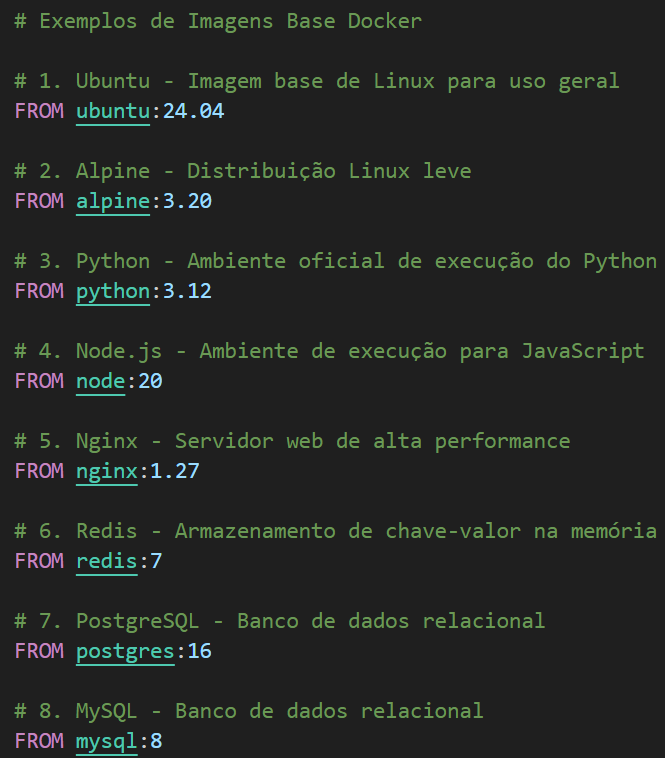 # Exemplos de Imagens Base Docker
# 1. Ubuntu - Imagem base de Linux para uso geral
FROM ubuntu:24.04
# 2. Alpine - Distribuição Linux leve
FROM alpine:3.20
# 3. Python - Ambiente oficial de execução do Python
FROM python:3.12
# 4. Node.js - Ambiente de execução para JavaScript
FROM node:20
# 5. Nginx - Servidor web de alta performance
FROM nginx:1.27
# 6. Redis - Armazenamento de chave-valor na memória
FROM redis:7
# 7. PostgreSQL - Banco de dados relacional
FROM postgres:16
# 8. MySQL - Banco de dados relacional
FROM mysql:8